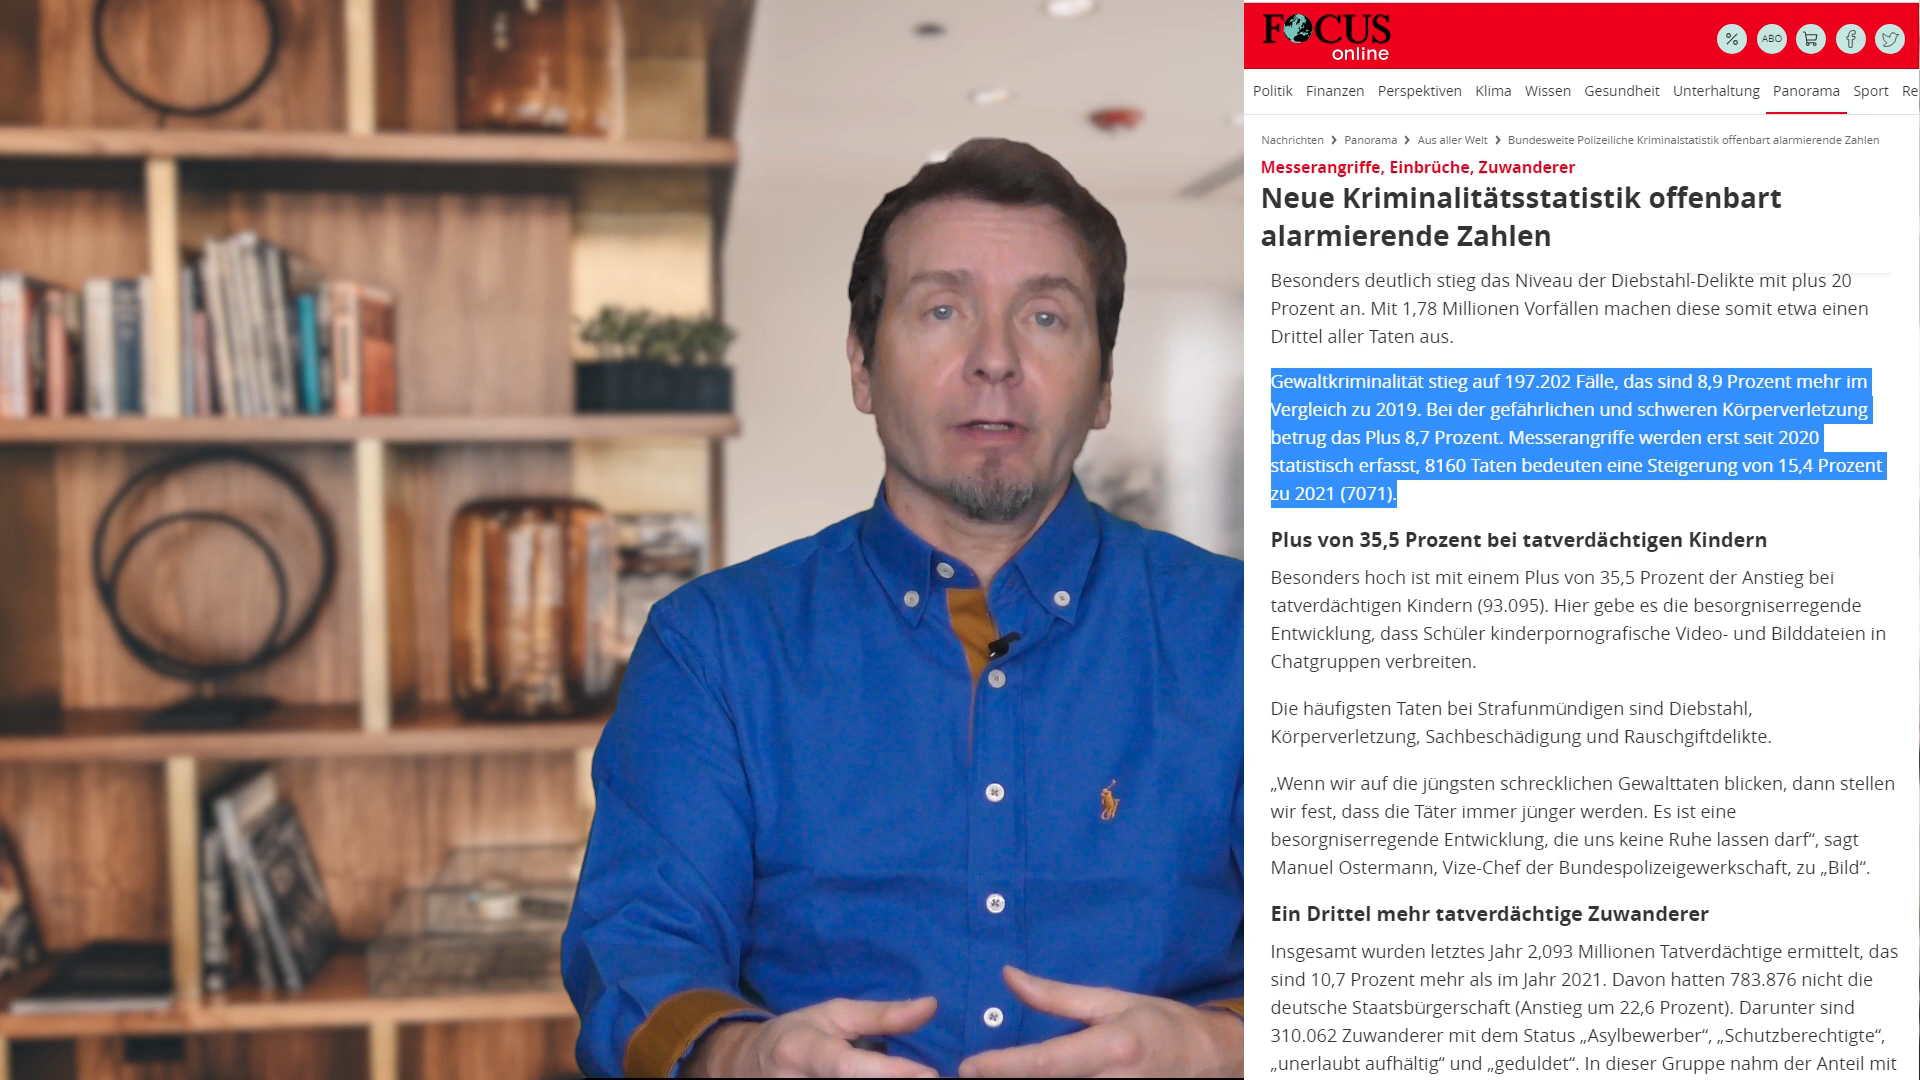 FOCUS
online
% ABO
Politik Finanzen Perspektiven Klima Wissen Gesundheit Unterhaltung Panorama Sport Re
Nachrichten > Panorama > Aus aller Welt > Bundesweite Polizeiliche Kriminalstatistik offenbart alarmierende Zahlen
Messerangriffe, Einbrüche, Zuwanderer
Neue Kriminalitätsstatistik offenbart
alarmierende Zahlen
Besonders deutlich stieg das Niveau der Diebstahl-Delikte mit plus 20
Prozent an. Mit 1,78 Millionen Vorfällen machen diese somit etwa einen
Drittel aller Taten aus.
Gewaltkriminalität stieg auf 197.202 Fälle, das sind 8,9 Prozent mehr im
Vergleich zu 2019. Bei der gefährlichen und schweren Körperverletzung
betrug das Plus 8,7 Prozent. Messerangriffe werden erst seit 2020
statistisch erfasst, 8160 Taten bedeuten eine Steigerung von 15,4 Prozent
zu 2021 (7071).
Plus von 35,5 Prozent bei tatverdächtigen Kindern
Besonders hoch ist mit einem Plus von 35,5 Prozent der Anstieg bei
tatverdächtigen Kindern (93.095). Hier gebe es die besorgniserregende
Entwicklung, dass Schüler kinderpornografische Video- und Bilddateien in
Chatgruppen verbreiten.
Die häufigsten Taten bei Strafunmündigen sind Diebstahl,
Körperverletzung, Sachbeschädigung und Rauschgiftdelikte.
„Wenn wir auf die jüngsten schrecklichen Gewalttaten blicken, dann stellen
wir fest, dass die Täter immer jünger werden. Es ist eine
besorgniserregende Entwicklung, die uns keine Ruhe lassen darf“, sagt
Manuel Ostermann, Vize-Chef der Bundespolizeigewerkschaft, zu „Bild“.
Ein Drittel mehr tatverdächtige Zuwanderer
Insgesamt wurden letztes Jahr 2,093 Millionen Tatverdächtige ermittelt, das
sind 10,7 Prozent mehr als im Jahr 2021. Davon hatten 783.876 nicht die
deutsche Staatsbürgerschaft (Anstieg um 22,6 Prozent). Darunter sind
310.062 Zuwanderer mit dem Status „Asylbewerber“, „Schutzberechtigte“,
„unerlaubt aufhältig“ und „geduldet“. In dieser Gruppe nahm der Anteil mit